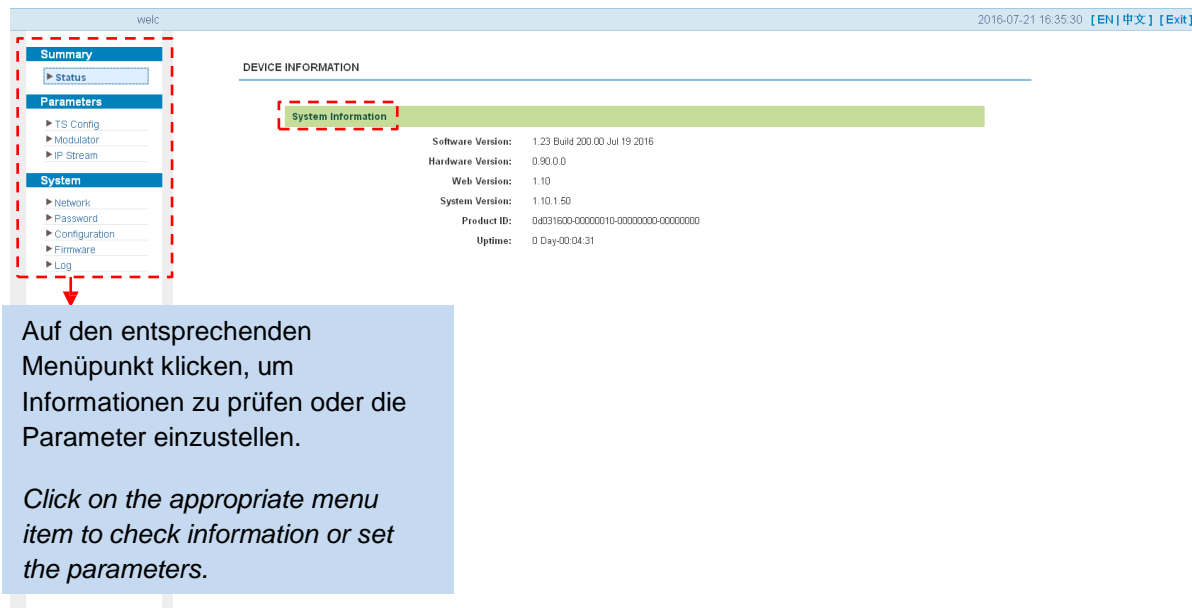 welc
2016-07-21 16:35:30 [ EN | 中文 ] [ Exit ]
Summary
Status
Parameters
TS Config
Modulator
IP Stream
System
Network
Password
Configuration
Firmware
Log
DEVICE INFORMATION
System Information
Software Version: 1.23 Build 200.00 Jul 19 2016
Hardware Version: 0.90.0.0
Web Version: 1.10
System Version: 1.10.1.50
Product ID: 0d031600-00000010-00000000-00000000
Uptime: 0 Day-00:04:31
Auf den entsprechenden
Menüpunkt klicken, um
Informationen zu prüfen oder die
Parameter einzustellen.
Click on the appropriate menu
item to check information or set
the parameters.